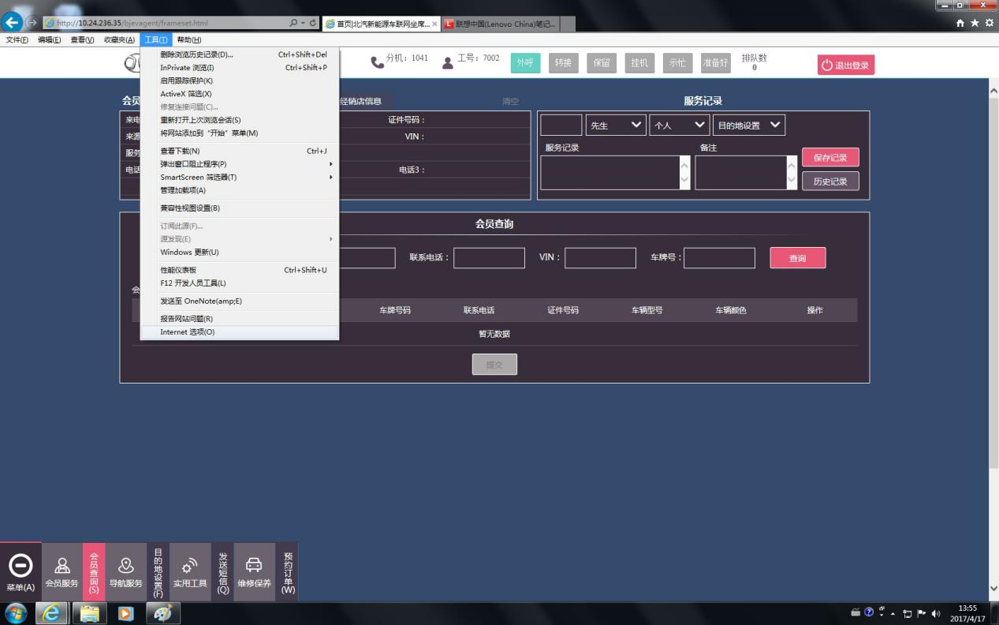 http://10.24.236.35/bjevagent/frameset.html
首页|北汽新能源车联网坐席...
联想中国(Lenovo China)笔记...
文件(F) 编辑(E) 查看(V) 收藏夹(A) 工具(T) 帮助(H)
删除浏览历史记录(D)... Ctrl+Shift+Del
InPrivate 浏览(I) Ctrl+Shift+P
启用跟踪保护(K)
ActiveX 筛选(X)
修复连接问题(C)...
重新打开上次浏览会话(S)
将网站添加到“开始”菜单(M)
查看下载(N) Ctrl+J
弹出窗口阻止程序(P)
SmartScreen 筛选器(T)
管理加载项(A)
兼容性视图设置(B)
订阅此源(F)...
源发现(E)
Windows 更新(U)
性能仪表板 Ctrl+Shift+U
F12 开发人员工具(L)
发送至 OneNote(amp;E)
报告网站问题(R)
Internet 选项(O)
分机：1041 工号：7002 外呼 转接 保留 挂机 示忙 准备好 排队数
0
退出登录
会员
经销店信息 清空
来电
证件号码：
来源
VIN：
服务
电话
电话3：
服务记录
先生 个人 目的地设置
服务记录 备注
保存记录
历史记录
会员查询
联系电话： VIN： 车牌号： 查询
会
车牌号码 联系电话 证件号码 车辆型号 车辆颜色 操作
暂无数据
提交
菜单(A) 会员服务 会员查询(S) 导航服务 目的地设置(F) 实用工具 发送短信(Q) 维修保养 预约订单(W)
13:55
2017/4/17